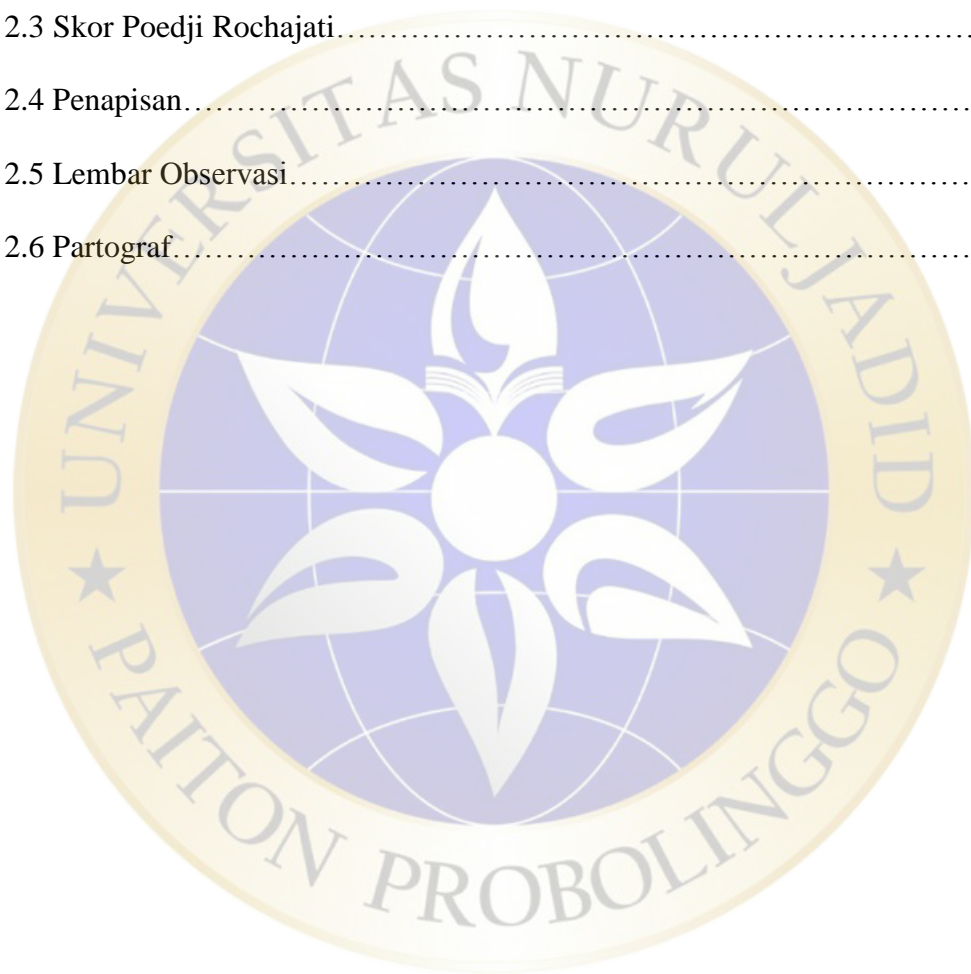 2.3 Skor Poedji Rochajati……………………………………………………
2.4 Penapisan……………………………………………………………………
2.5 Lembar Observasi…………………………………………………………
2.6 Partograf……………………………………………………………………
UNIVERSITAS NURUL JADID
★ PAITON PROBOLINGGO ★